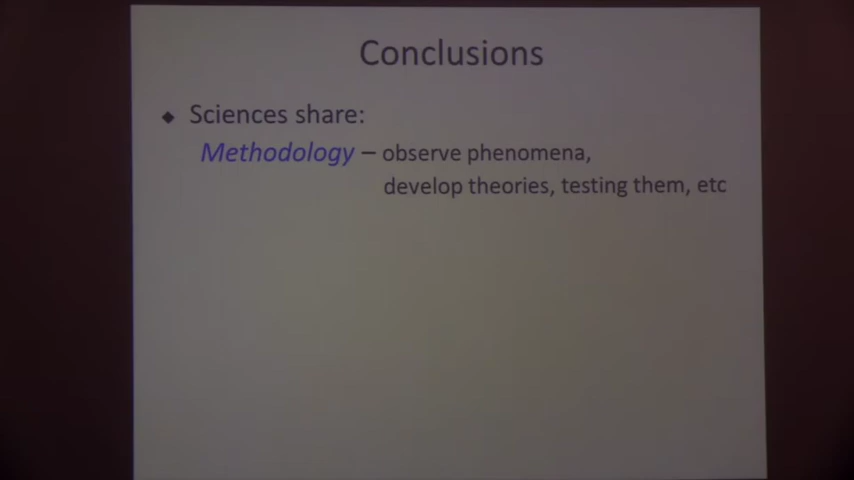 Conclusions
◆ Sciences share:
Methodology – observe phenomena,
develop theories, testing them, etc